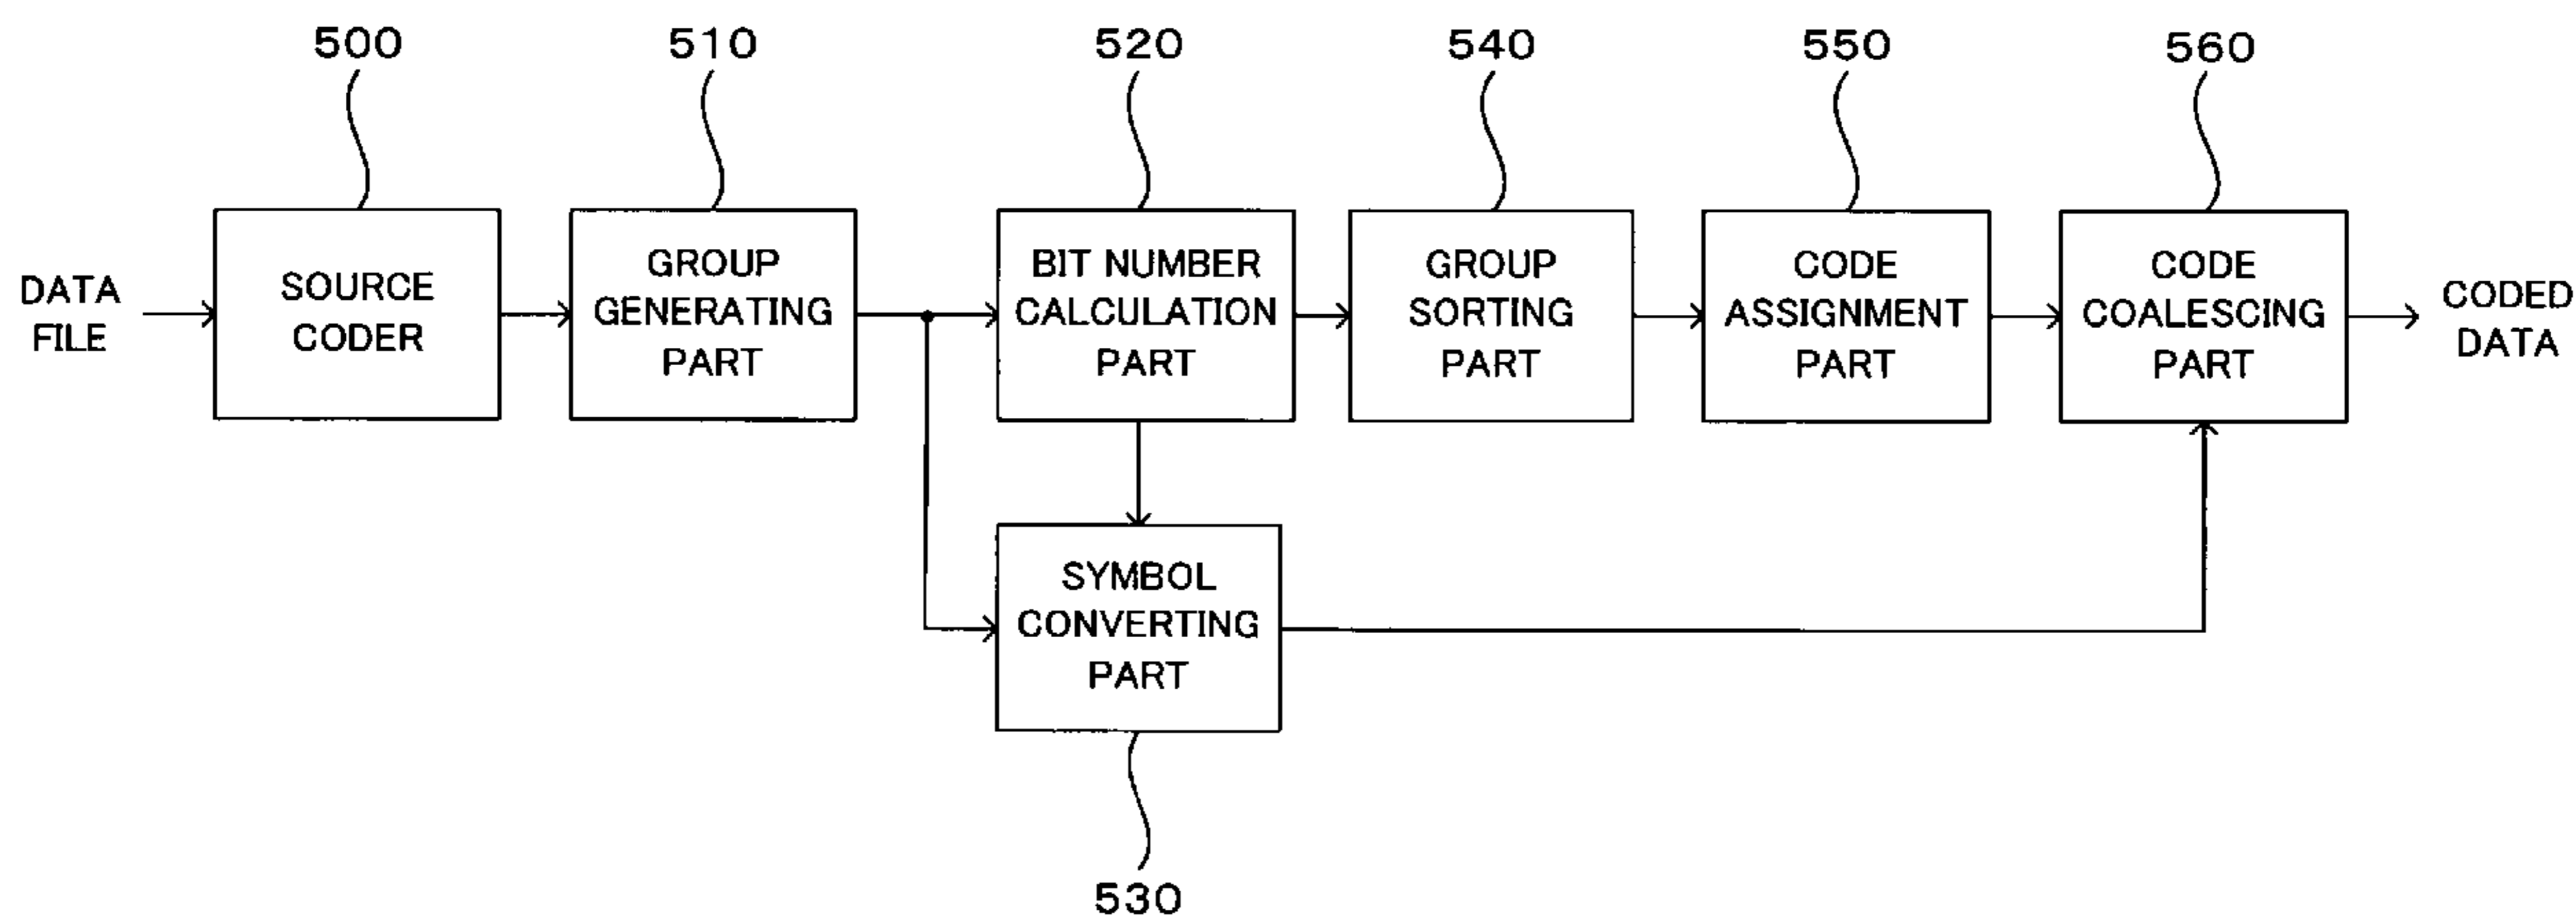 500
510
520
540
550
560
DATA
FILE
SOURCE
CODER
GROUP
GENERATING
PART
BIT NUMBER
CALCULATION
PART
GROUP
SORTING
PART
CODE
ASSIGNMENT
PART
CODE
COALESCING
PART
CODED
DATA
SYMBOL
CONVERTING
PART
530